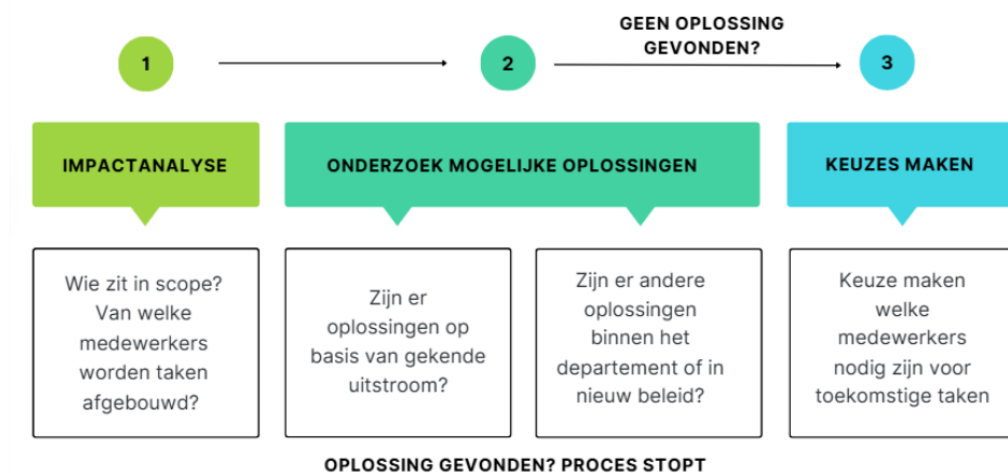 GEEN OPLOSSING
GEVONDEN?
1
2
3
IMPACTANALYSE
ONDERZOEK MOGELIJKE OPLOSSINGEN
KEUZES MAKEN
Wie zit in scope?
Van welke
medewerkers
worden taken
afgebouwd?
Zijn er
oplossingen op
basis van gekende
uitstroom?
Zijn er andere
oplossingen
binnen het
departement of in
nieuw beleid?
Keuze maken
welke
medewerkers
nodig zijn voor
toekomstige taken
OPLOSSING GEVONDEN? PROCES STOPT